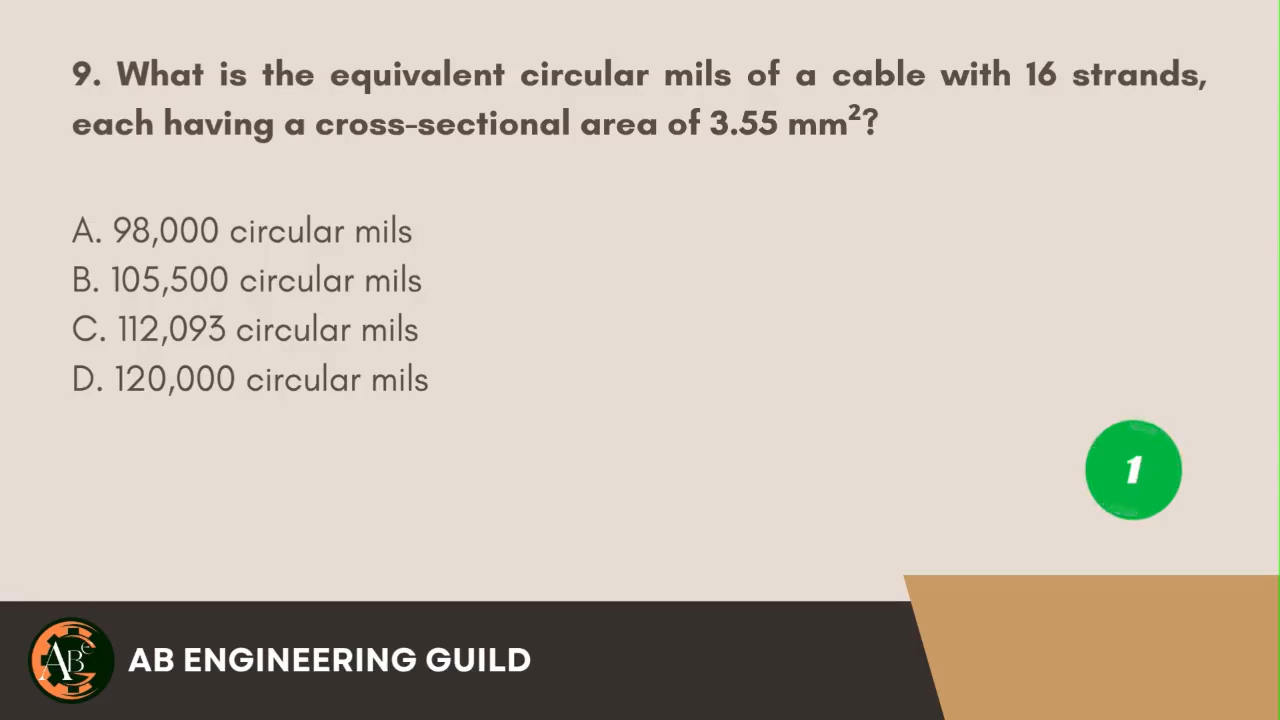 9. What is the equivalent circular mils of a cable with 16 strands,
each having a cross-sectional area of 3.55 mm²?
A. 98,000 circular mils
B. 105,500 circular mils
C. 112,093 circular mils
D. 120,000 circular mils
1
ABe
G
AB ENGINEERING GUILD